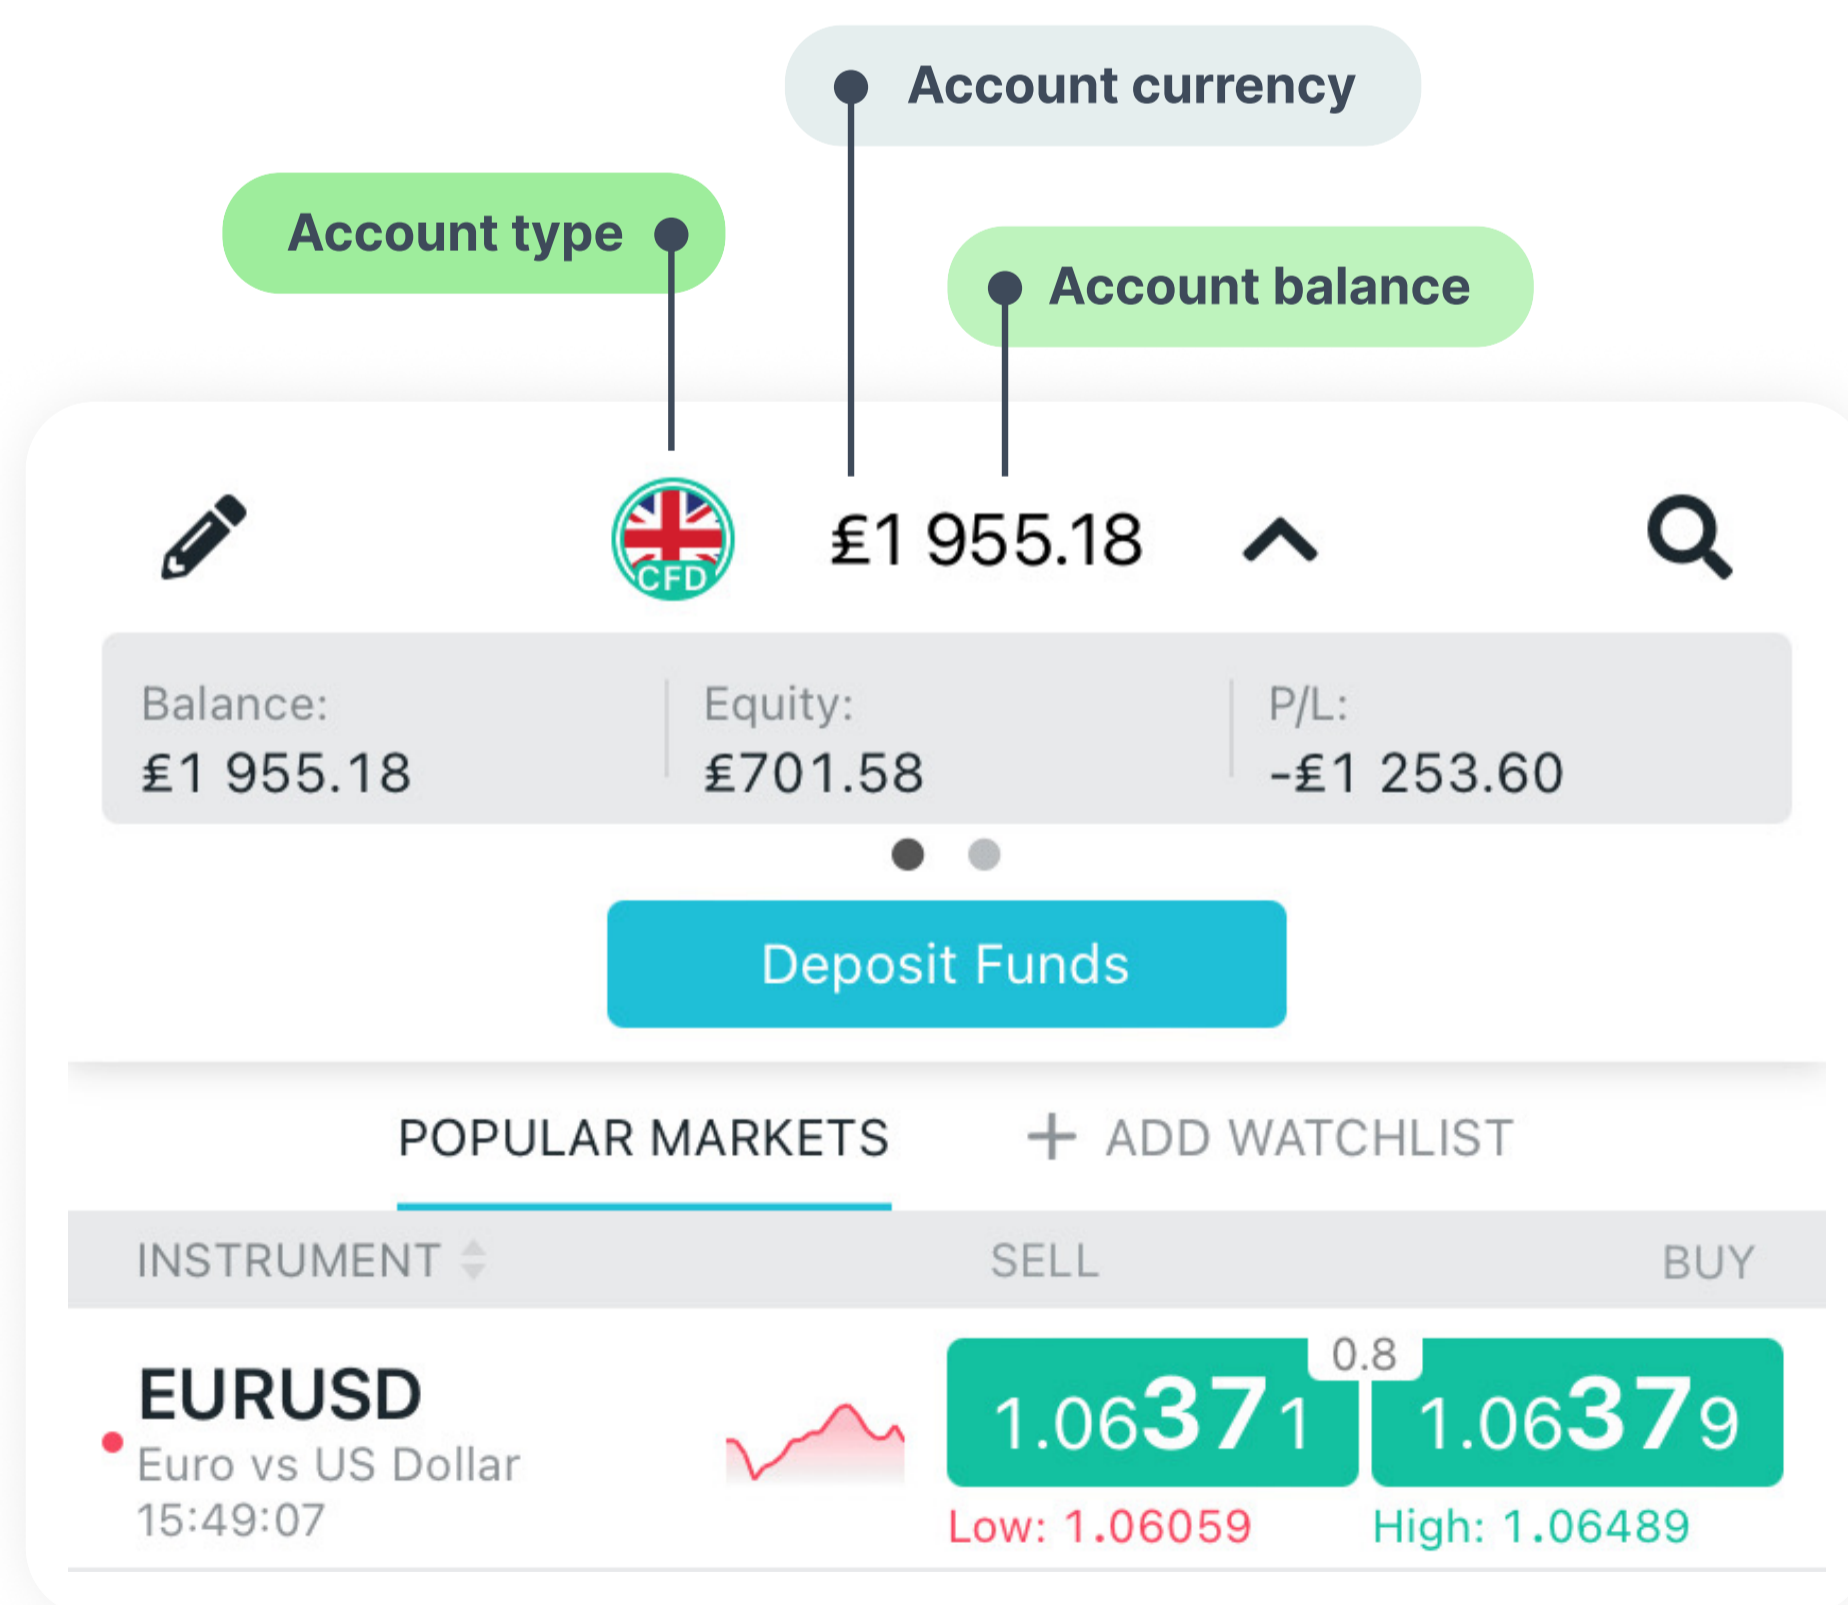 Account currency
Account type
Account balance
CFD
₤1 955.18
Balance:
₤1 955.18
Equity:
₤701.58
P/L:
-₤1 253.60
Deposit Funds
POPULAR MARKETS
+ ADD WATCHLIST
INSTRUMENT
SELL
BUY
EURUSD
Euro vs US Dollar
15:49:07
0.8
1.06371
1.06379
Low: 1.06059
High: 1.06489